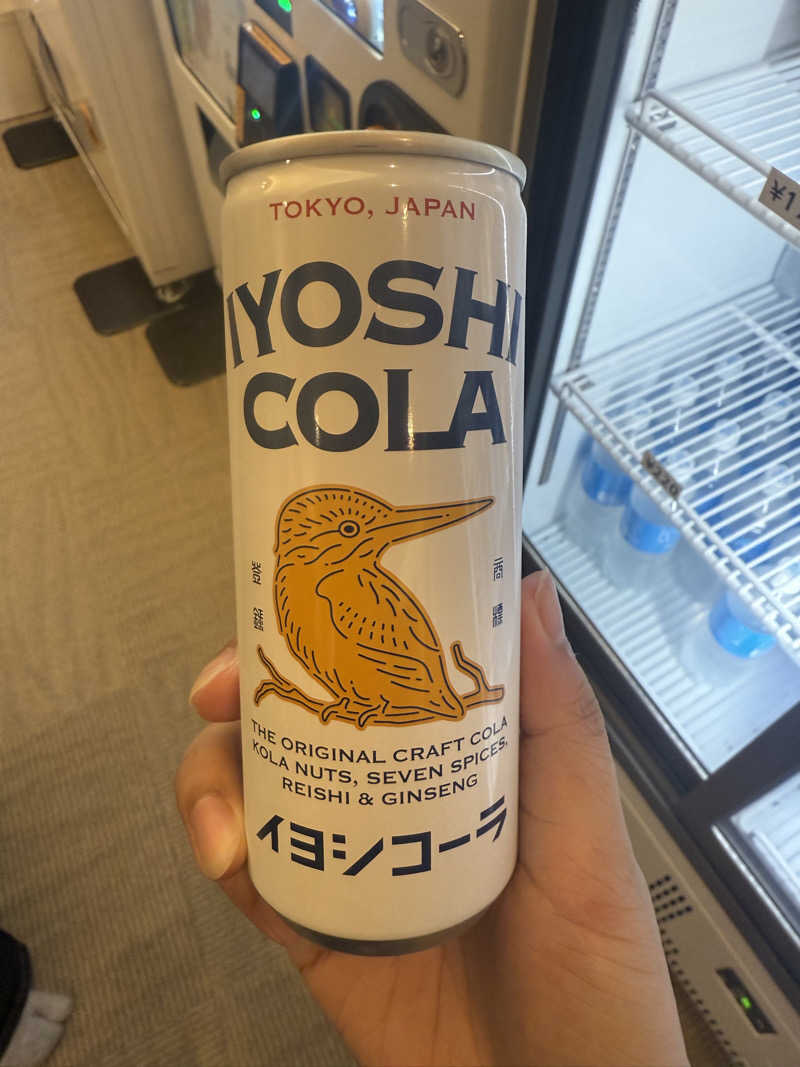 TOKYO, JAPAN
IYOSHI
COLA
THE ORIGINAL CRAFT COLA
KOLA NUTS, SEVEN SPICES,
REISHI & GINSENG
イヨシコーラ